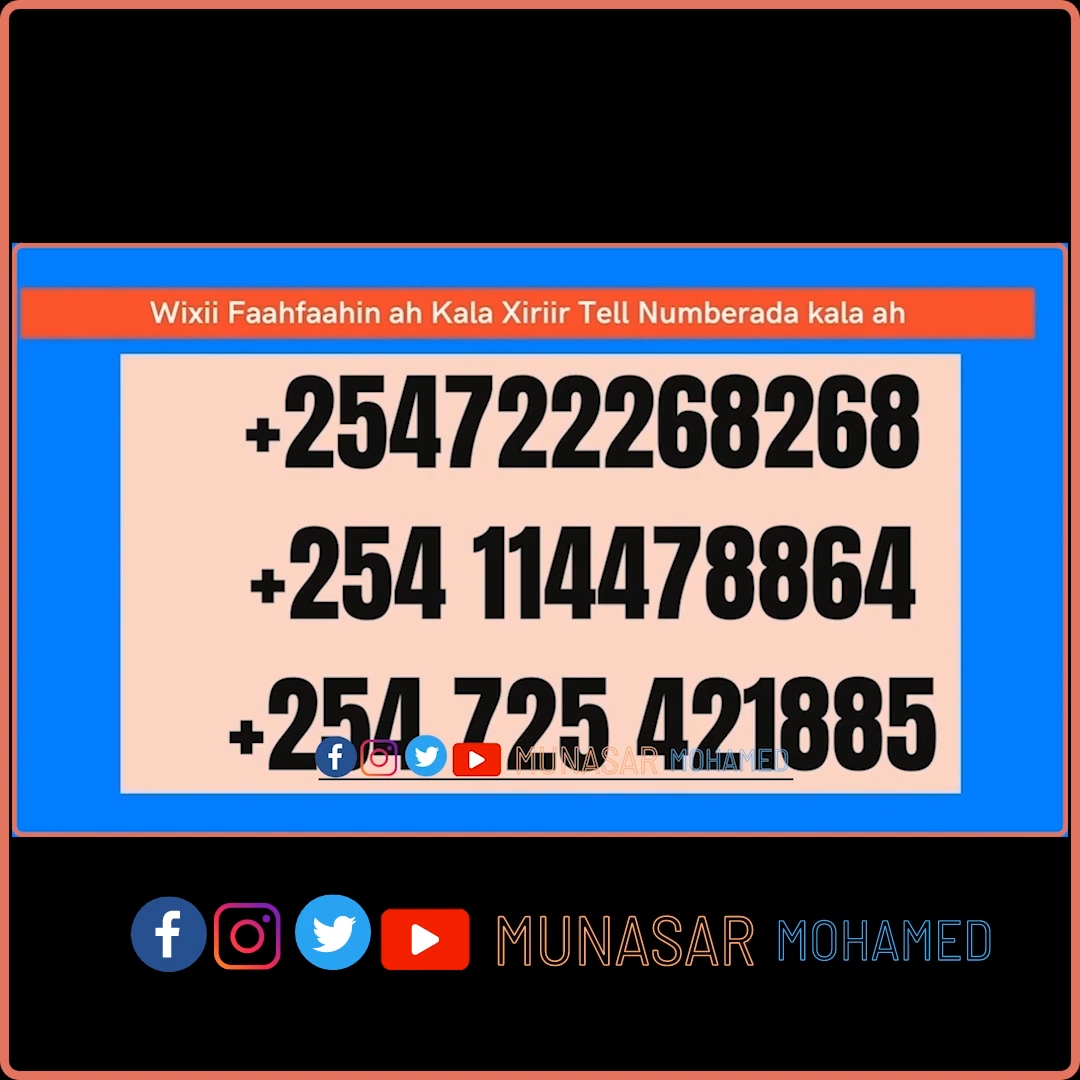 Wixii Faahfaahin ah Kala Xiriir Tell Numberada kala ah
+254722268268
+254 114478864
+254 725 421885
MUNASAR MOHAMED
MUNASAR MOHAMED